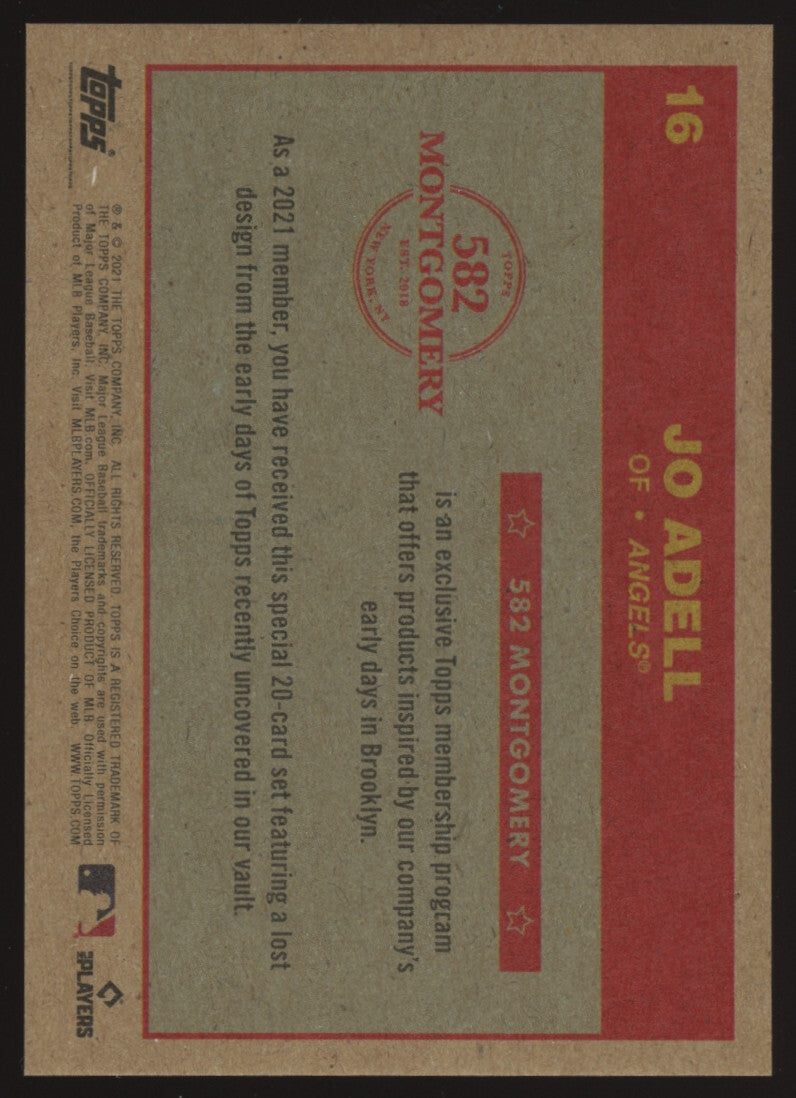 16
JO ADELL
OF • ANGELS®
TOPPS
582
MONTGOMERY
EST. 2018
NEW YORK, NY
☆ 582 MONTGOMERY ☆
is an exclusive Topps membership program
that offers products inspired by our company's
early days in Brooklyn.
As a 2021 member, you have received this special 20-card set featuring a lost
design from the early days of Topps recently uncovered in our vault.
topps®
® & © 2021 THE TOPPS COMPANY, INC. ALL RIGHTS RESERVED. TOPPS IS A REGISTERED TRADEMARK OF
THE TOPPS COMPANY, INC. Major League Baseball trademarks and copyrights are used with permission
of Major League Baseball. Visit MLB.com. OFFICIALLY LICENSED PRODUCT OF MLB. Officially Licensed
Product of MLB Players, Inc. Visit MLBPLAYERS.COM, the Players Choice on the web. WWW.TOPPS.COM
MLB PLAYERS